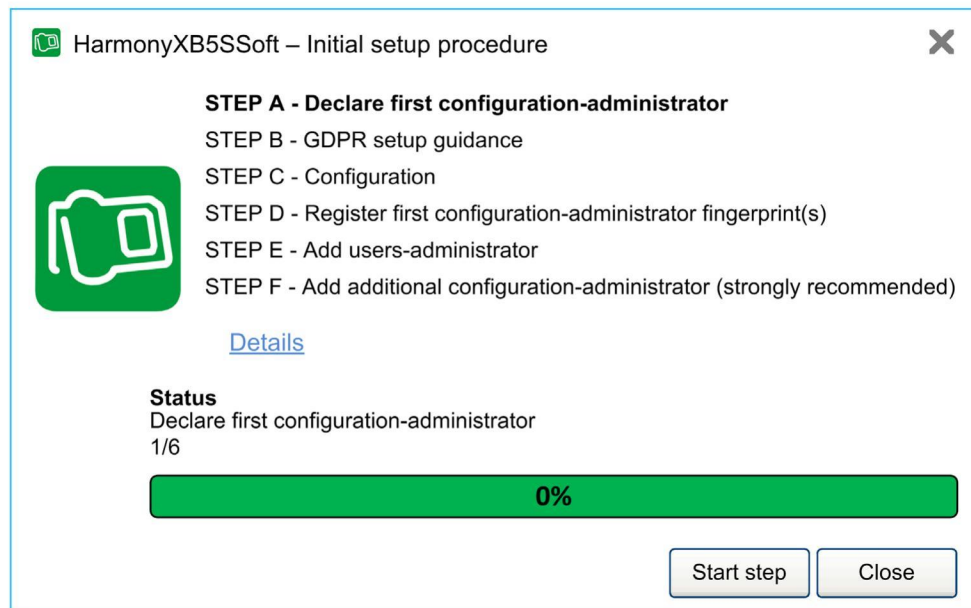 HarmonyXB5SSoft – Initial setup procedure
STEP A - Declare first configuration-administrator
STEP B - GDPR setup guidance
STEP C - Configuration
STEP D - Register first configuration-administrator fingerprint(s)
STEP E - Add users-administrator
STEP F - Add additional configuration-administrator (strongly recommended)
Details
Status
Declare first configuration-administrator
1/6
0%
Start step
Close